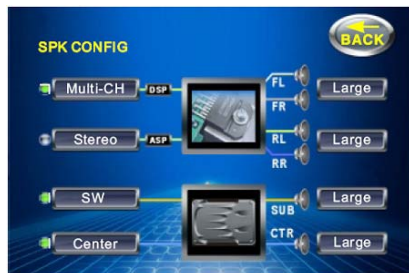 SPK CONFIG
BACK
Multi-CH DSP FL FR Large
Stereo ASP RL RR Large
SW SUB Large
Center CTR Large